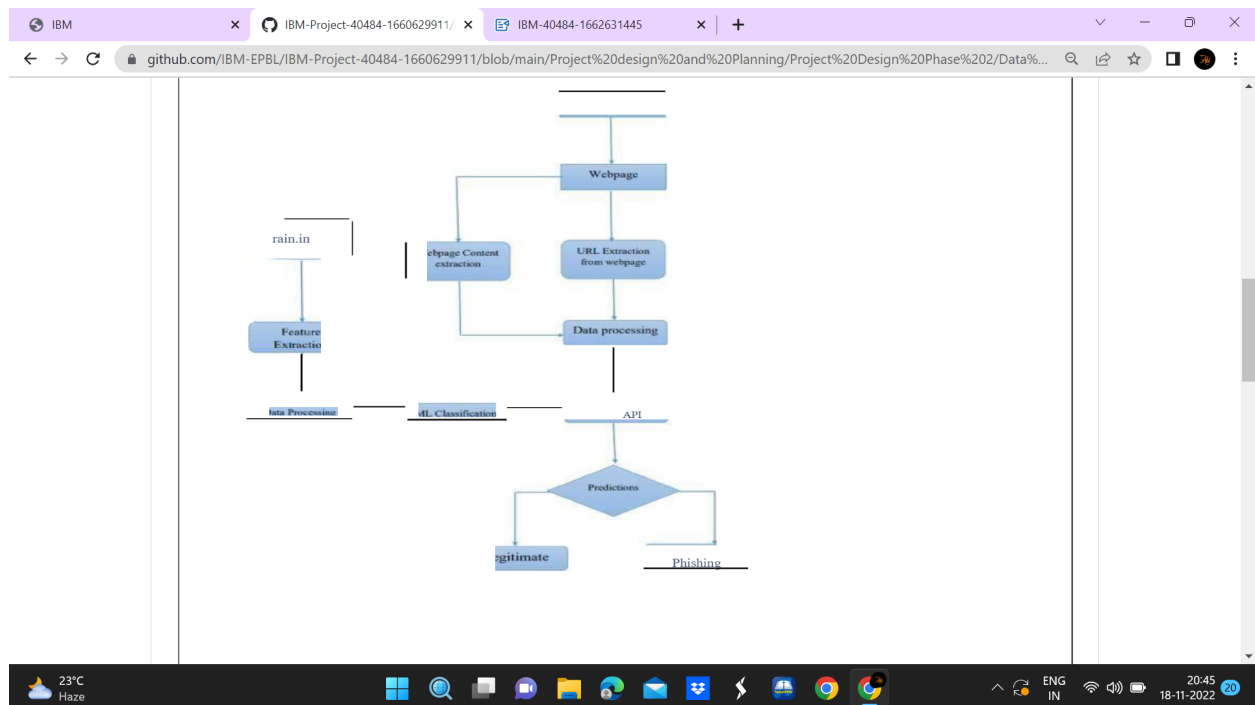 IBM
IBM-Project-40484-1660629911/
IBM-40484-1662631445
github.com/IBM-EPBL/IBM-Project-40484-1660629911/blob/main/Project%20design%20and%20Planning/Project%20Design%20Phase%202/Data%...
Webpage
rain.in
ebpage Content
extraction
URL Extraction
from webpage
Feature
Extractio
Data processing
ata Processing
ML Classification
API
Predictions
egitimate
Phishing
23°C
Haze
ENG
IN
20:45
18-11-2022
20